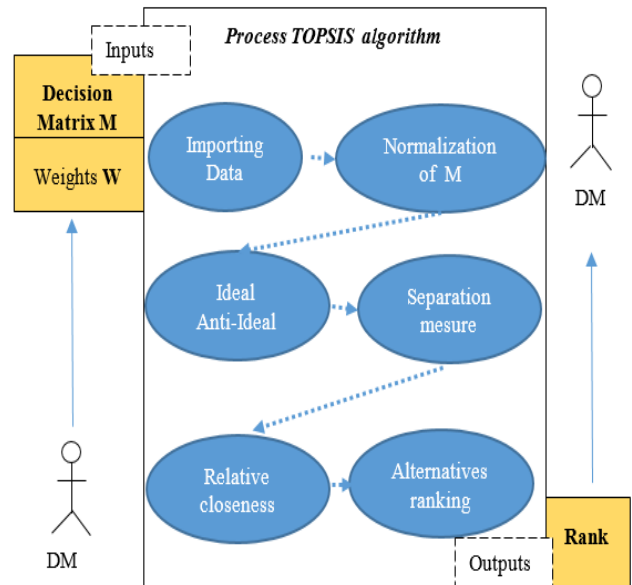 Process TOPSIS algorithm
Inputs
Decision
Matrix M
Weights W
Importing
Data
Normalization
of M
DM
Ideal
Anti-Ideal
Separation
mesure
Relative
closeness
Alternatives
ranking
DM
Outputs
Rank